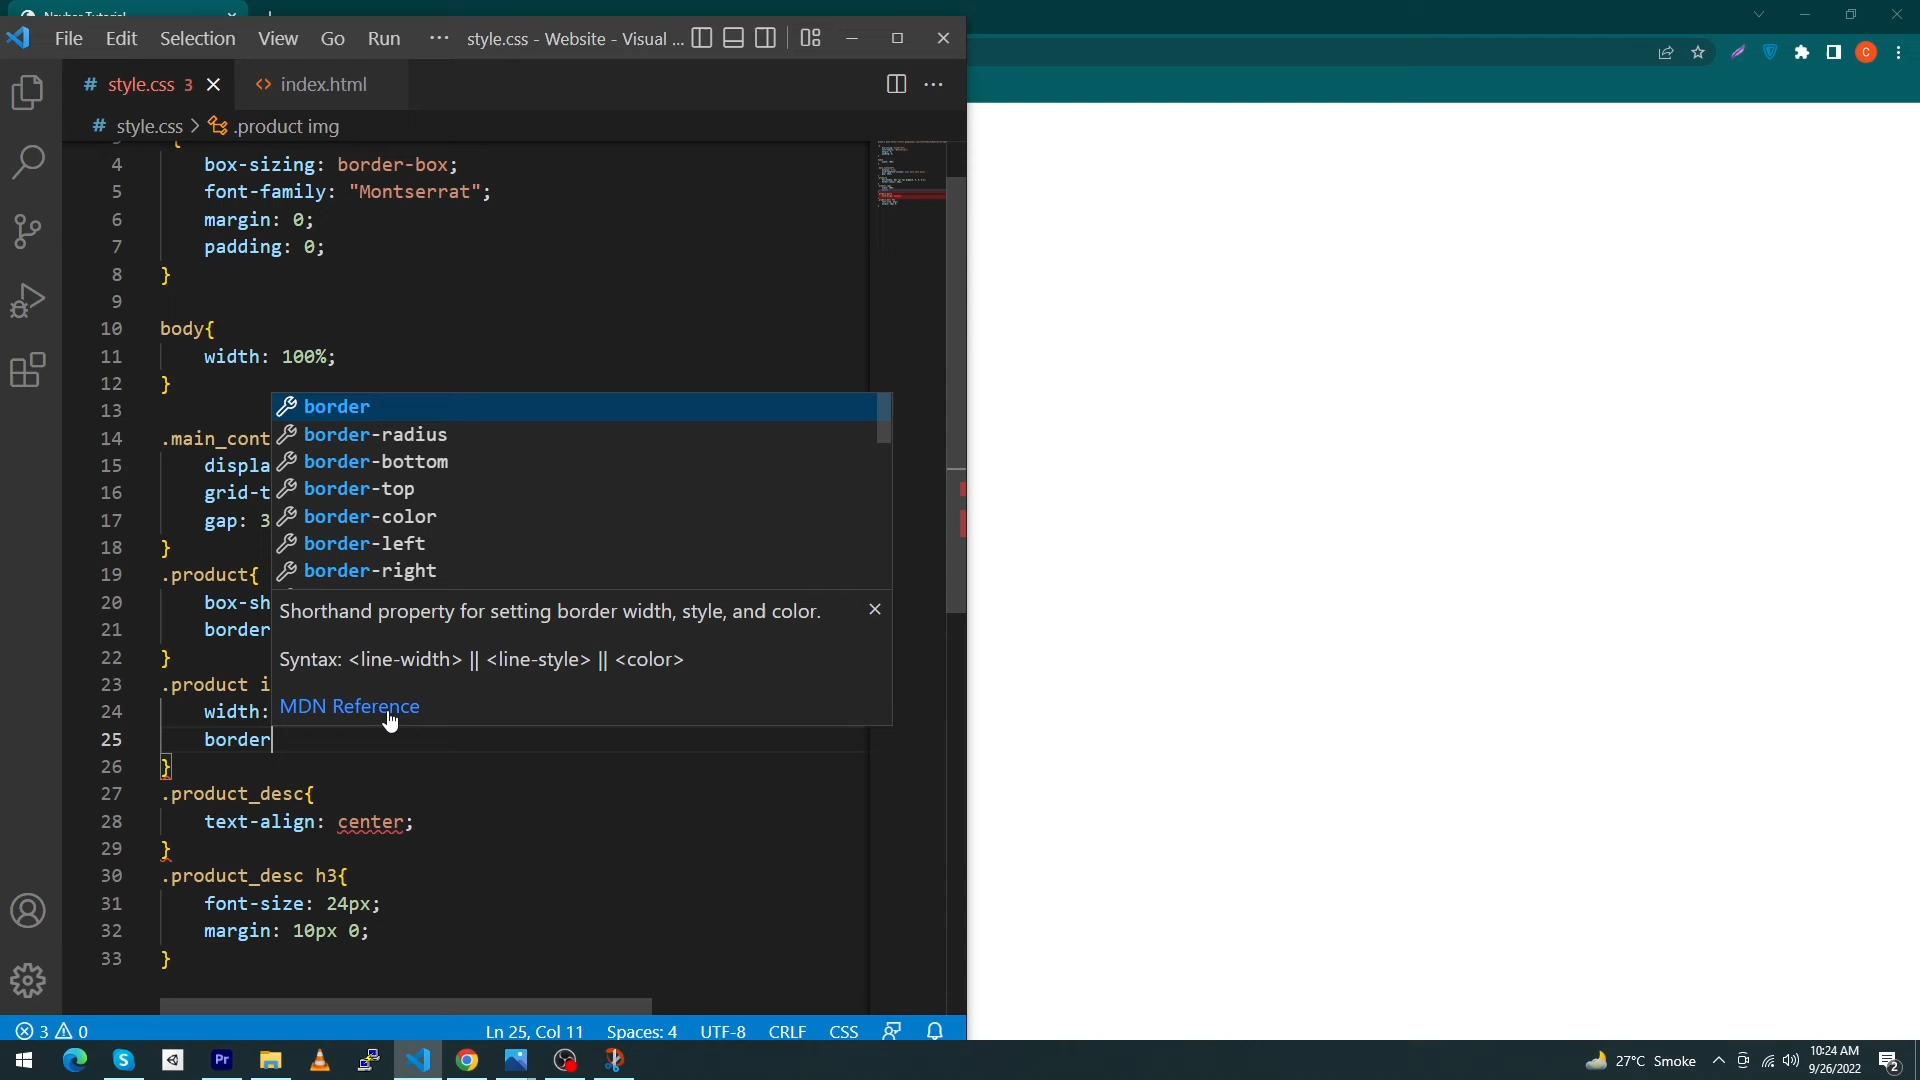 File Edit Selection View Go Run ··· style.css - Website - Visual ...
# style.css 3 <> index.html
# style.css > .product img
4 box-sizing: border-box;
5 font-family: "Montserrat";
6 margin: 0;
7 padding: 0;
8 }
9
10 body{
11 width: 100%;
12 }
13
14 .main_cont
15 displa
16 grid-t
17 gap: 3
18 }
19 .product{
20 box-sh
21 border
22 }
23 .product i
24 width:
25 border
26 }
27 .product_desc{
28 text-align: center;
29 }
30 .product_desc h3{
31 font-size: 24px;
32 margin: 10px 0;
33 }
border
border-radius
border-bottom
border-top
border-color
border-left
border-right
Shorthand property for setting border width, style, and color.
Syntax: <line-width> || <line-style> || <color>
MDN Reference
3 0 Ln 25, Col 11 Spaces: 4 UTF-8 CRLF CSS
C
S Pr
27°C Smoke
10:24 AM
9/26/2022
2